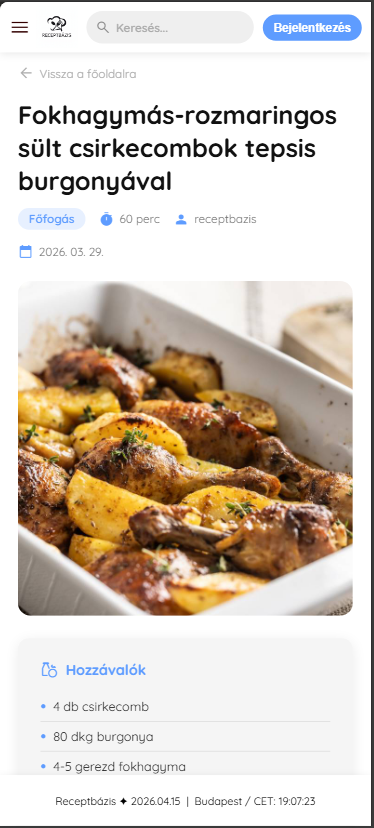 RECEPTBÁZIS
Keresés...
Bejelentkezés
Vissza a főoldalra
Fokhagymás-rozmaringos
sült csirkecombok tepsis
burgonyával
Főfogás
60 perc
receptbazis
2026. 03. 29.
Hozzávalók
4 db csirkecomb
80 dkg burgonya
4-5 gerezd fokhagyma
Receptbázis ✦ 2026.04.15 | Budapest / CET: 19:07:23